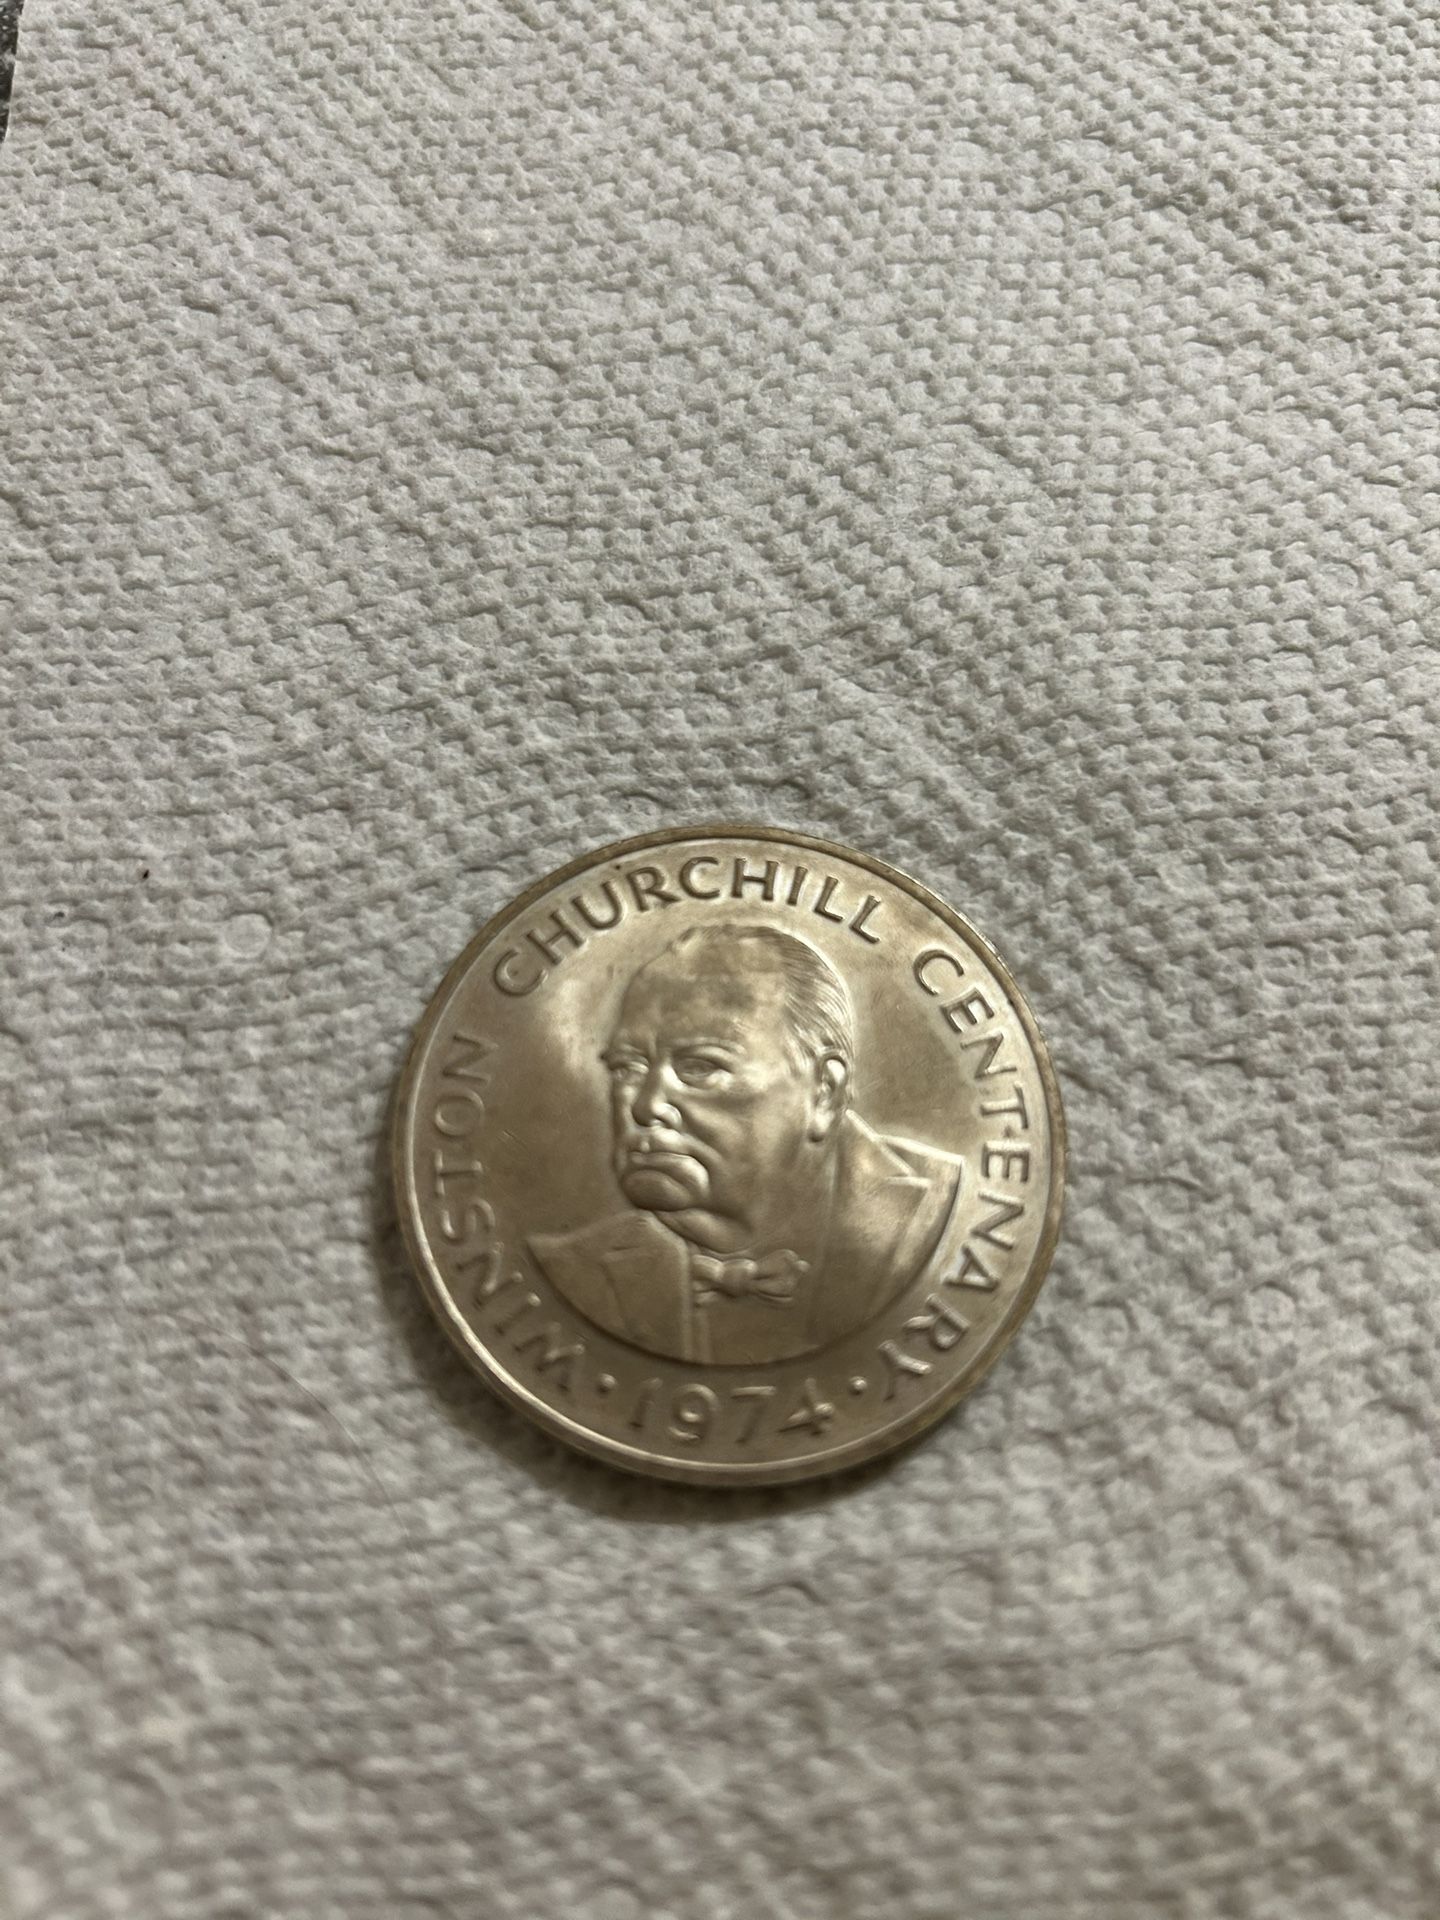 WINSTON CHURCHILL CENTENARY
· 1974 ·